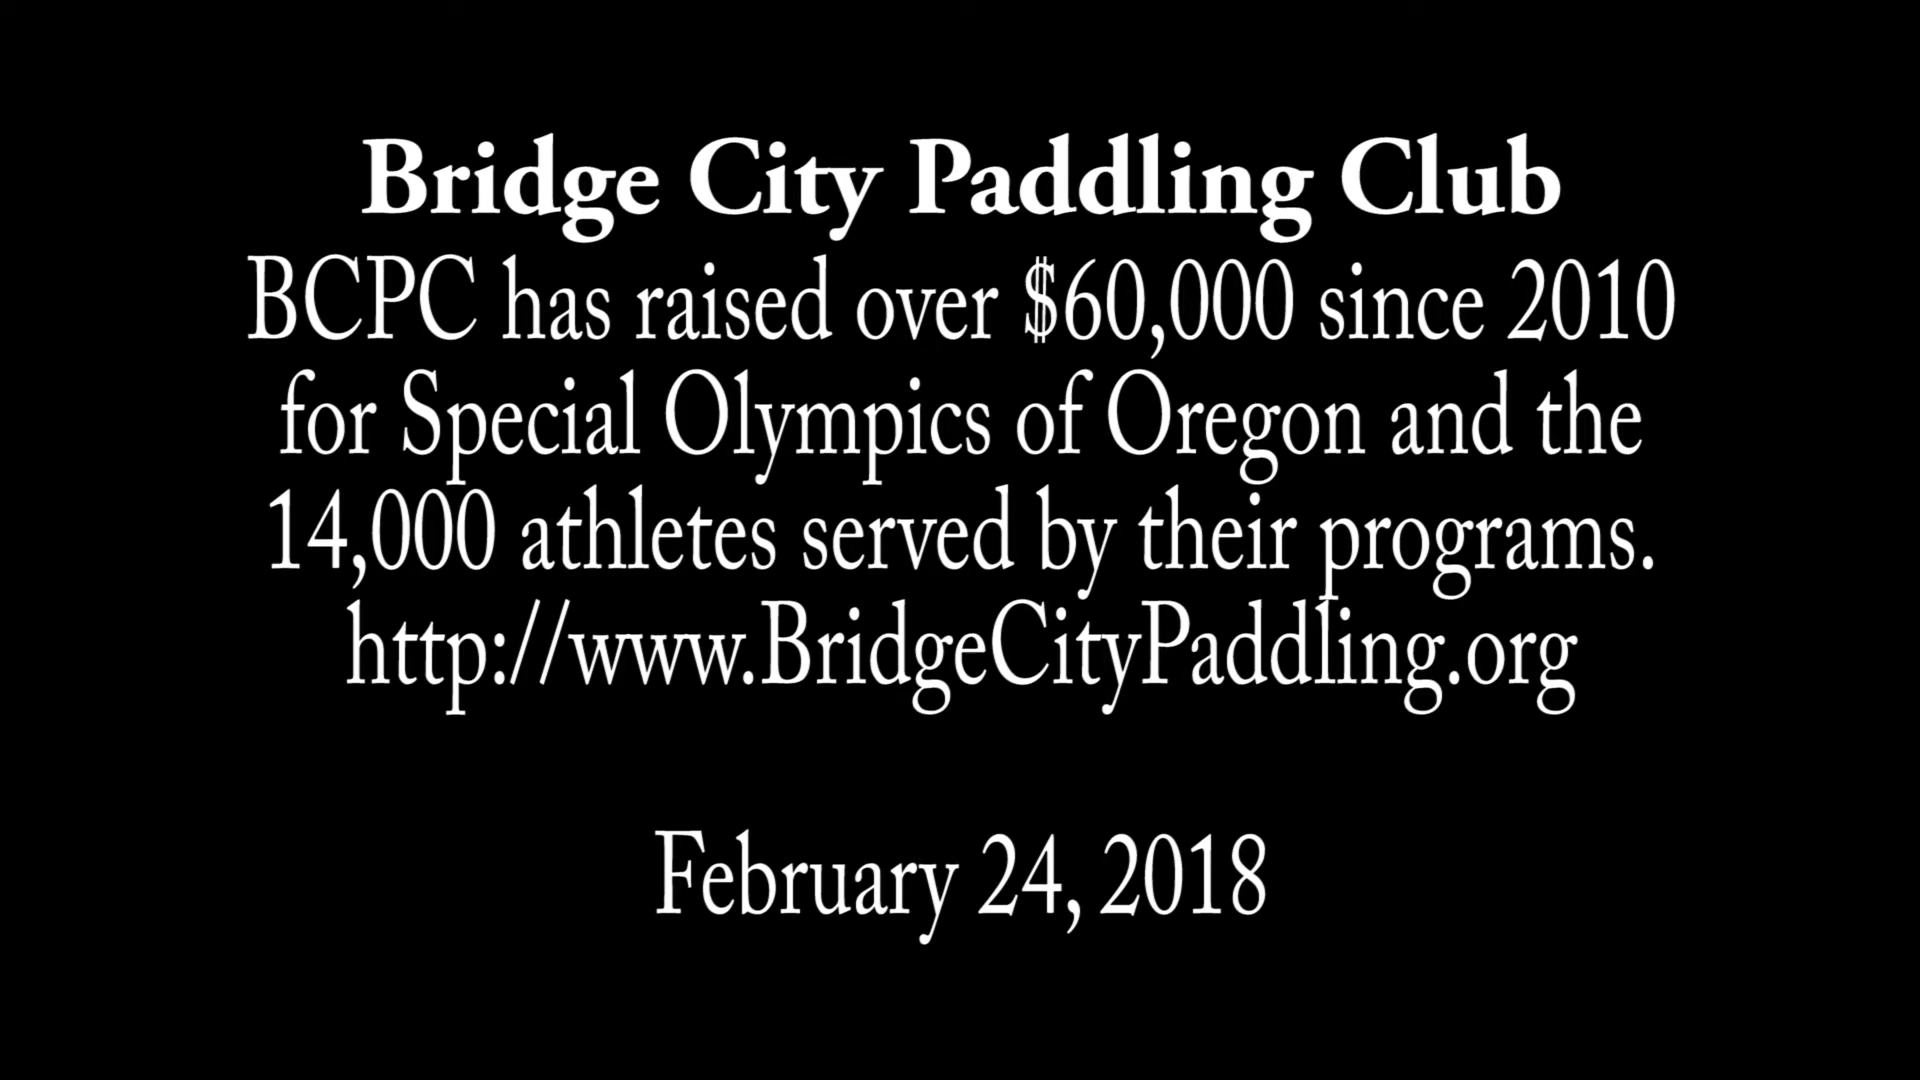 Bridge City Paddling Club
BCPC has raised over $60,000 since 2010
for Special Olympics of Oregon and the
14,000 athletes served by their programs.
http://www.BridgeCityPaddling.org
February 24, 2018